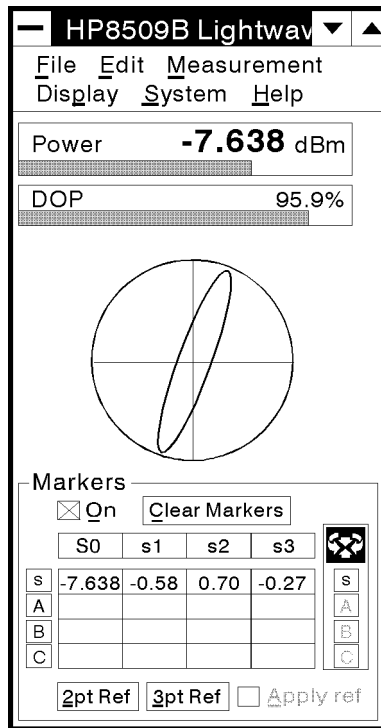 HP8509B Lightwav
File Edit Measurement
Display System Help
Power -7.638 dBm
DOP 95.9%
Markers
On Clear Markers
S0 s1 s2 s3
s -7.638 -0.58 0.70 -0.27 s
A A
B B
C C
2pt Ref 3pt Ref Apply ref